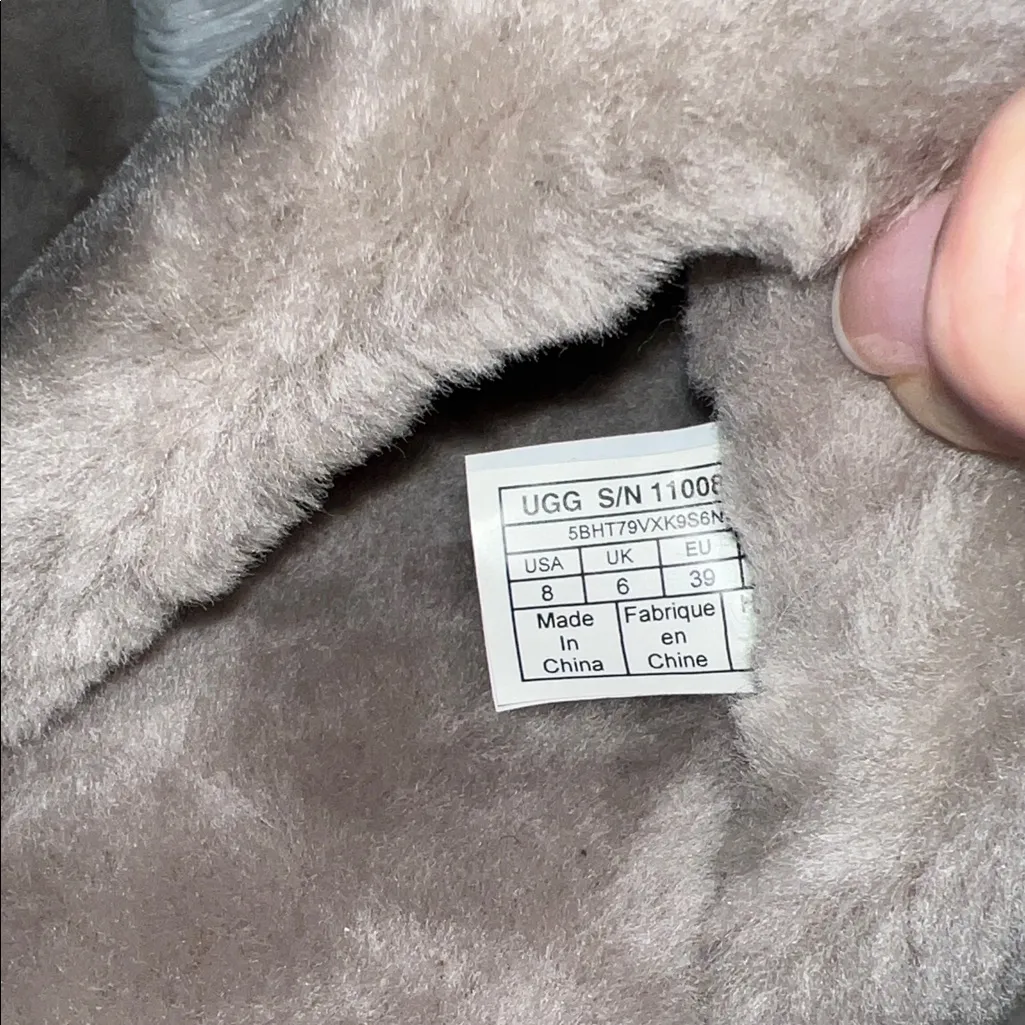 UGG S/N 11008
5BHT79VXK9S6N
USA UK EU
8 6 39
Made Fabrique
In en
China Chine